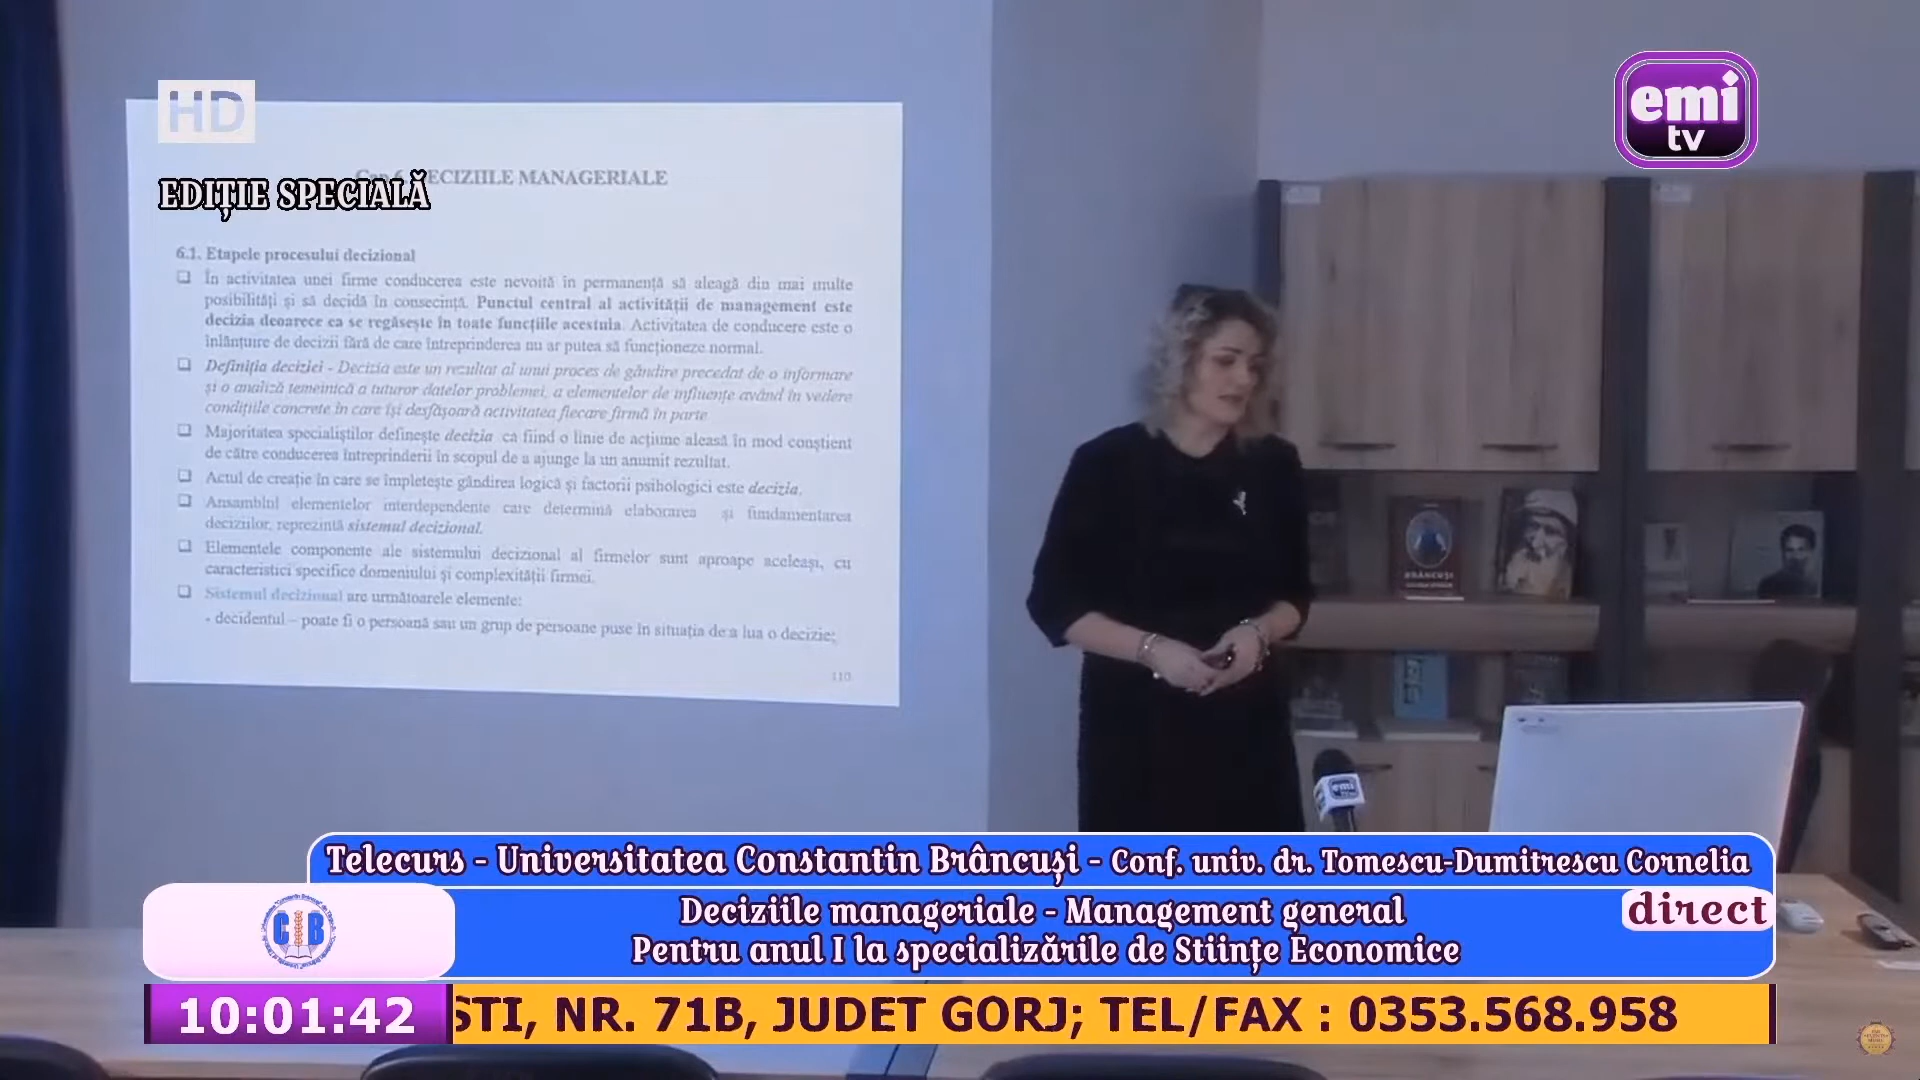 HD
emi
tv
EDIȚIE SPECIALĂ
DECIZIILE MANAGERIALE
6.1. Etapele procesului decizional
În activitatea unei firme conducerea este nevoită în permanență să aleagă din mai multe
posibilități și să decidă în consecință. Punctul central al activității de management este
decizia deoarece ea se regăsește în toate funcțiile acestuia. Activitatea de conducere este o
înlănțuire de decizii fără de care întreprinderea nu ar putea să funcționeze normal.
Definiția deciziei - Decizia este un rezultat al unui proces de gândire precedat de o informare
și o analiză temeinică a tuturor datelor problemei, a elementelor de influențe având în vedere
condițiile concrete în care își desfășoară activitatea fiecare firmă în parte
Majoritatea specialiștilor definește decizia ca fiind o linie de acțiune aleasă în mod conștient
de către conducerea întreprinderii în scopul de a ajunge la un anumit rezultat.
Actul de creație în care se împletește gândirea logică și factorii psihologici este decizia.
Ansamblul elementelor interdependente care determină elaborarea și fundamentarea
deciziilor, reprezintă sistemul decizional.
Elementele componente ale sistemului decizional al firmelor sunt aproape aceleași, cu
caracteristici specifice domeniului și complexității firmei.
Sistemul decizional are următoarele elemente:
- decidentul – poate fi o persoană sau un grup de persoane puse în situația de a lua o decizie;
110
BRÂNCUȘI
emi
Telecurs - Universitatea Constantin Brâncuși - Conf. univ. dr. Tomescu-Dumitrescu Cornelia
Deciziile manageriale - Management general
direct
Pentru anul I la specializările de Stiințe Economice
CIB
10:01:42
STI, NR. 71B, JUDET GORJ; TEL/FAX : 0353.568.958